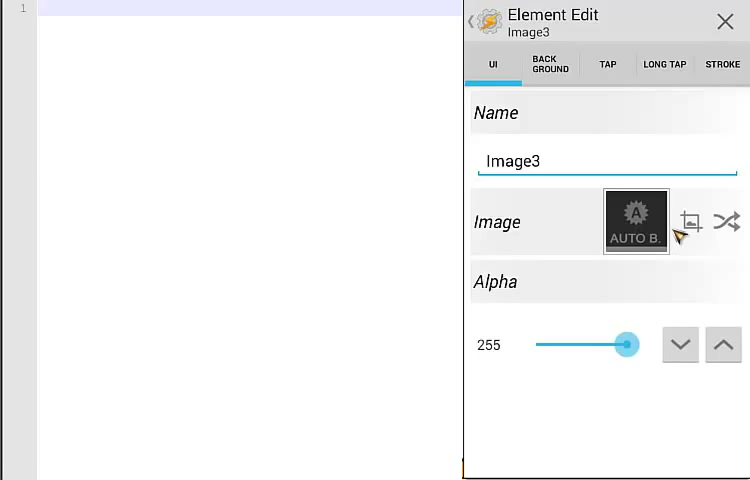 1
Element Edit
Image3
UI
BACK
GROUND
TAP
LONG TAP
STROKE
Name
Image3
Image
A
AUTO B.
Alpha
255